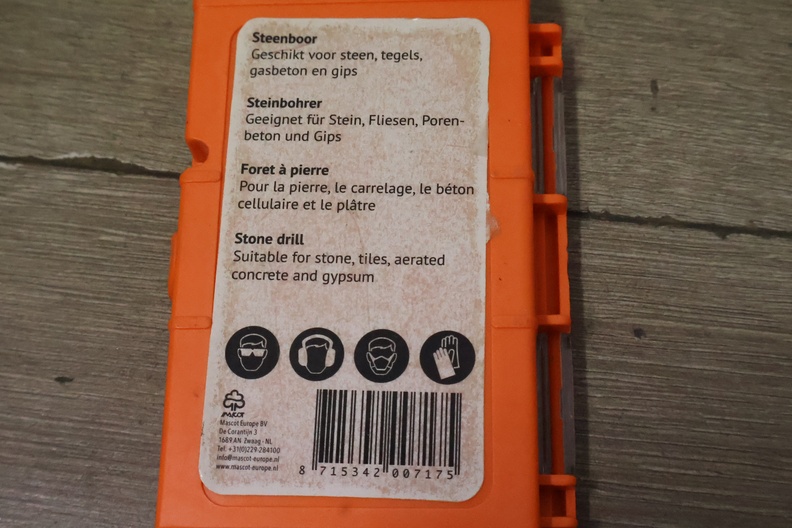 Steenboor
Geschikt voor steen, tegels,
gasbeton en gips
Steinbohrer
Geeignet für Stein, Fliesen, Poren-
beton und Gips
Foret à pierre
Pour la pierre, le carrelage, le béton
cellulaire et le plâtre
Stone drill
Suitable for stone, tiles, aerated
concrete and gypsum
MASCOT
Mascot Europe BV
De Corantijn 3
1689 AN Zwaag - NL
Tel: +31(0)229-284100
info@mascot-europe.nl
www.mascot-europe.nl
8 715342 007175